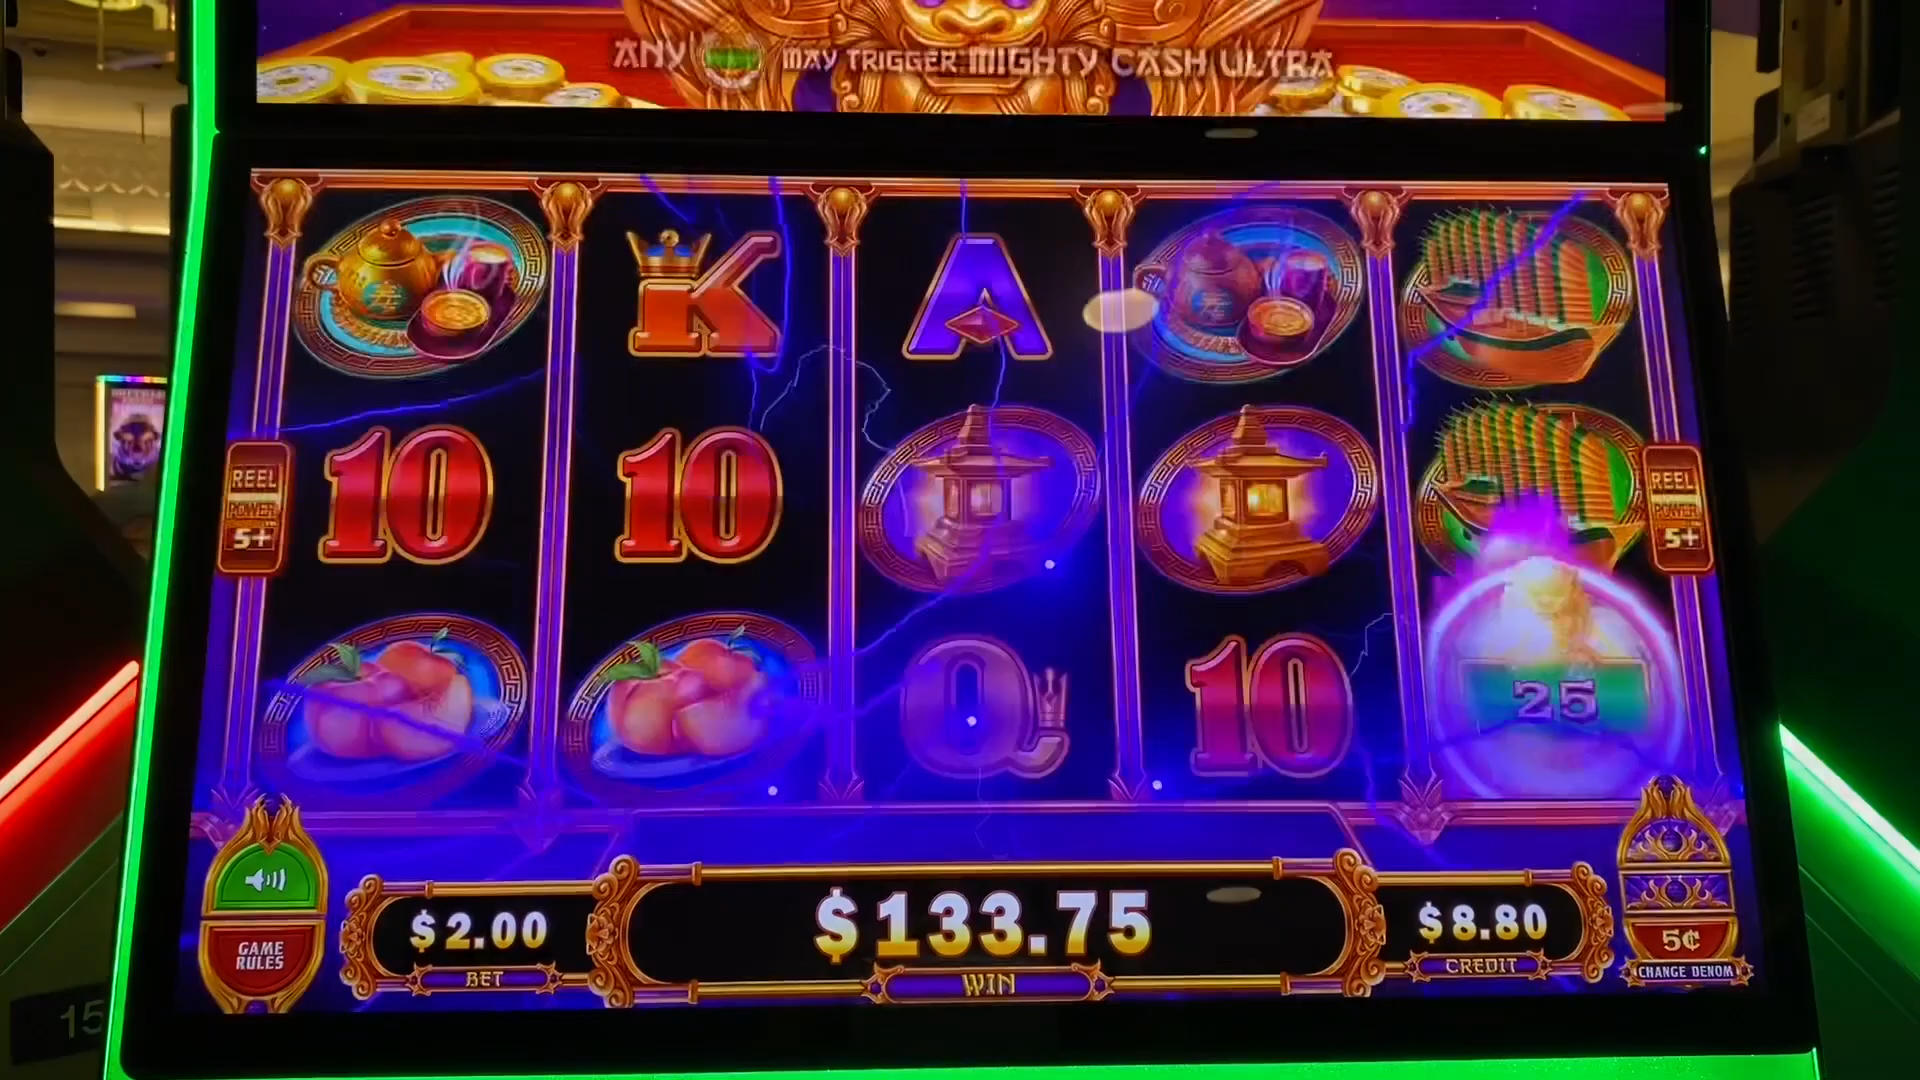 ANY MAY TRIGGER MIGHTY CASH ULTRA
K
A
REEL
POWER
5+
10
10
REEL
POWER
5+
Q
10
25
GAME
RULES
$2.00
BET
$133.75
WIN
$8.80
CREDIT
5¢
CHANGE DENOM
15